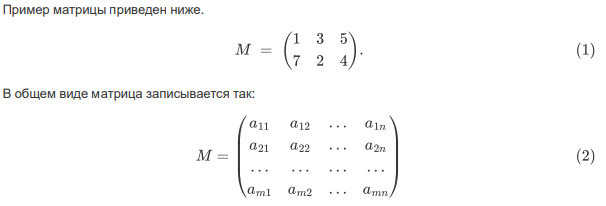 Пример матрицы приведен ниже.
M = ( 1 3 5
7 2 4 ). (1)
В общем виде матрица записывается так:
M = ( a₁₁ a₁₂ … a₁ₙ
a₂₁ a₂₂ … a₂ₙ
… … … …
aₘ₁ aₘ₂ … aₘₙ ) (2)